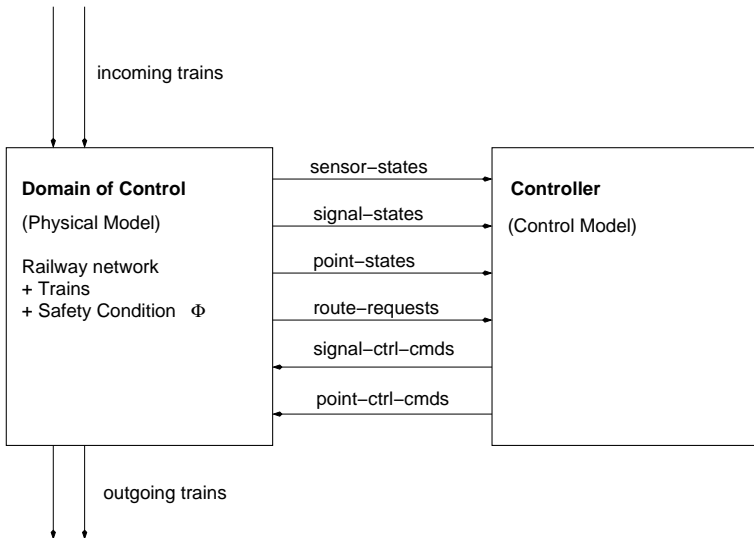 incoming trains
Domain of Control
(Physical Model)
Railway network
+ Trains
+ Safety Condition Φ
sensor−states
signal−states
point−states
route−requests
signal−ctrl−cmds
point−ctrl−cmds
Controller
(Control Model)
outgoing trains